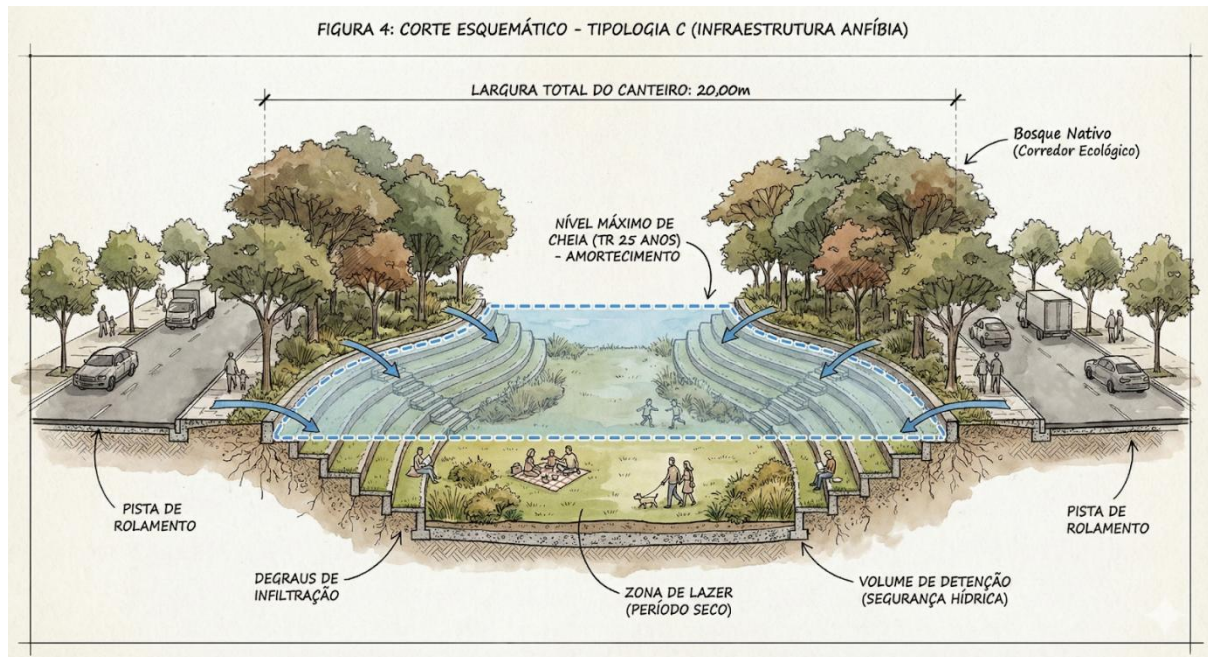 FIGURA 4: CORTE ESQUEMÁTICO - TIPOLOGIA C (INFRAESTRUTURA ANFÍBIA)
LARGURA TOTAL DO CANTEIRO: 20,00m
Bosque Nativo
(Corredor Ecológico)
NÍVEL MÁXIMO DE
CHEIA (TR 25 ANOS)
- AMORTECIMENTO
PISTA DE
ROLAMENTO
DEGRAUS DE
INFILTRAÇÃO
ZONA DE LAZER
(PERÍODO SECO)
VOLUME DE DETENÇÃO
(SEGURANÇA HÍDRICA)
PISTA DE
ROLAMENTO